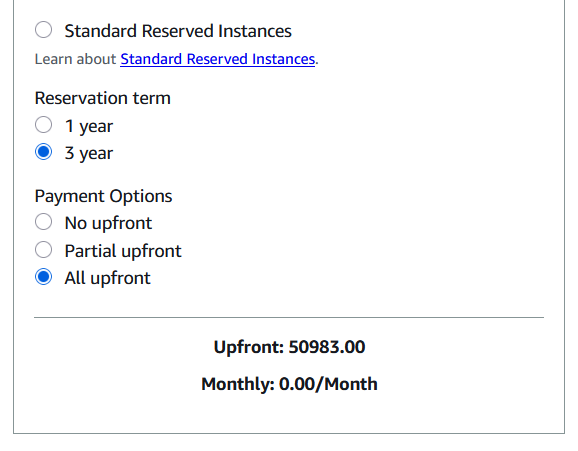 Standard Reserved Instances
Learn about Standard Reserved Instances.
Reservation term
1 year
3 year
Payment Options
No upfront
Partial upfront
All upfront
Upfront: 50983.00
Monthly: 0.00/Month